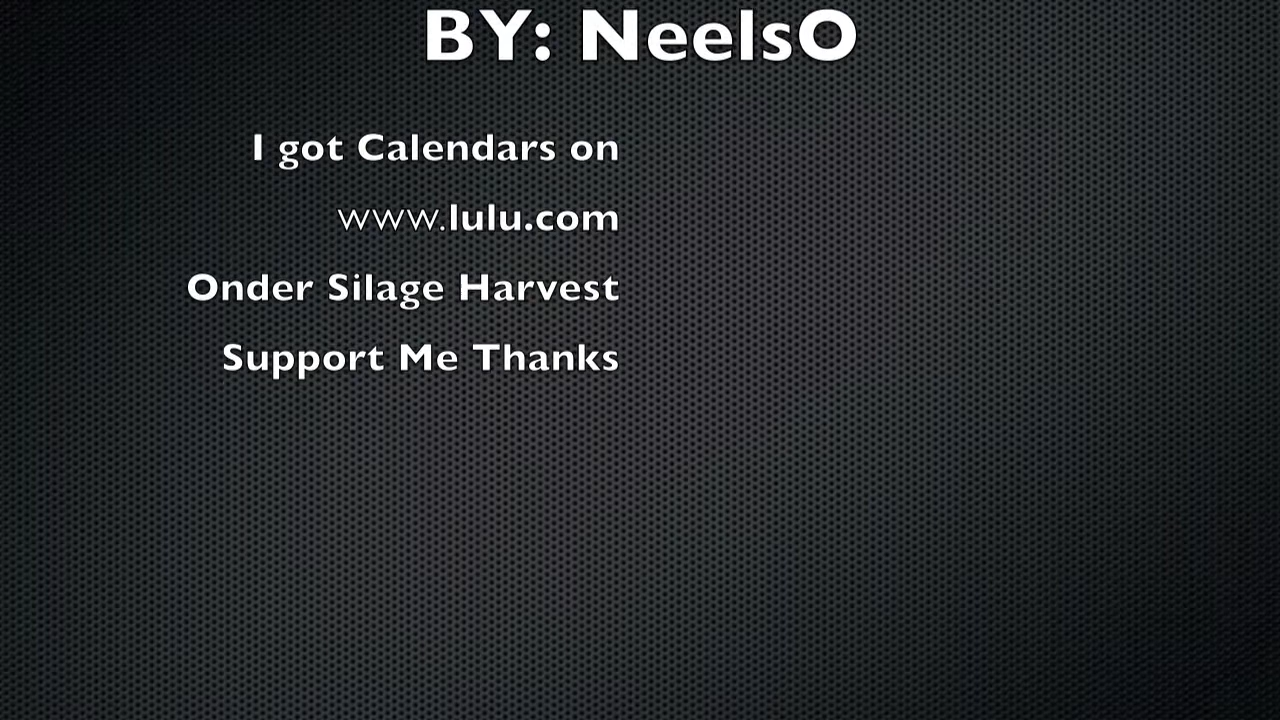 BY: NeelsO
I got Calendars on
www.lulu.com
Onder Silage Harvest
Support Me Thanks